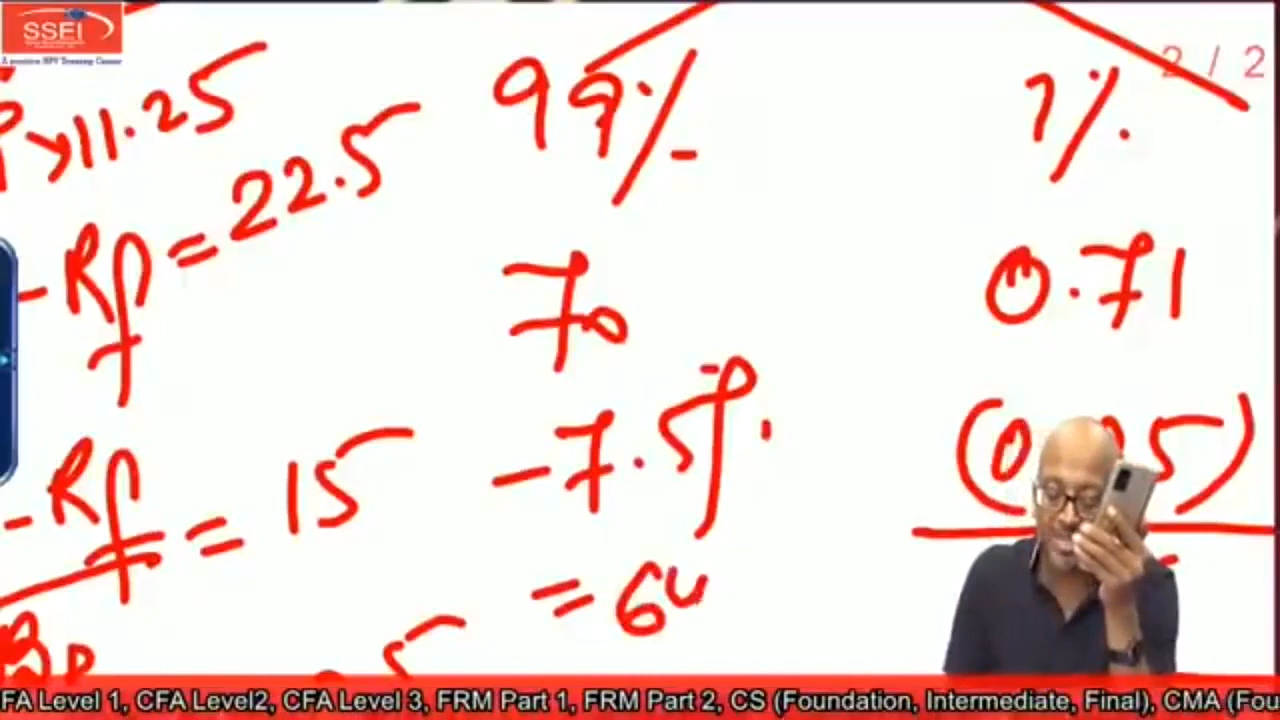 SSEI
2 / 2
11.25
99%
1%.
- Rf = 22.5
70
0.71
- Rf = 15
-7.5
= 64
FA Level 1, CFA Level2, CFA Level 3, FRM Part 1, FRM Part 2, CS (Foundation, Intermediate, Final), CMA (Fou